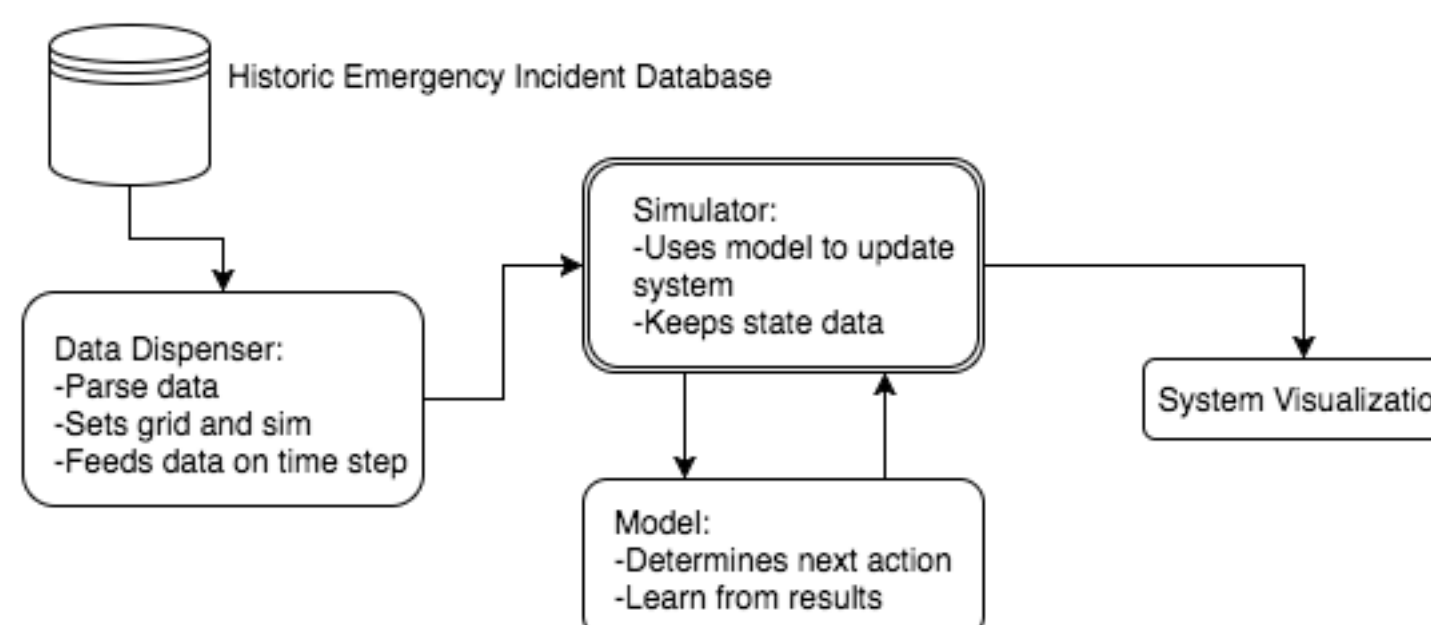 Historic Emergency Incident Database
Simulator:
-Uses model to update
system
-Keeps state data
Data Dispenser:
-Parse data
-Sets grid and sim
-Feeds data on time step
System Visualizatio
Model:
-Determines next action
-Learn from results